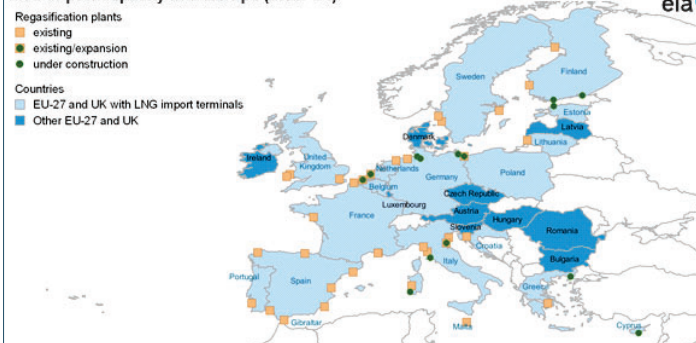 eia
Regasification plants
existing
existing/expansion
under construction
Countries
EU-27 and UK with LNG import terminals
Other EU-27 and UK
Finland
Sweden
Estonia
Latvia
Denmark
Lithuania
Ireland
United
Kingdom
Netherlands
Germany
Poland
Belgium
Czech Republic
Luxembourg
Austria
Hungary
France
Slovenia
Romania
Croatia
Bulgaria
Italy
Portugal
Spain
Greece
Gibraltar
Malta
Cyprus